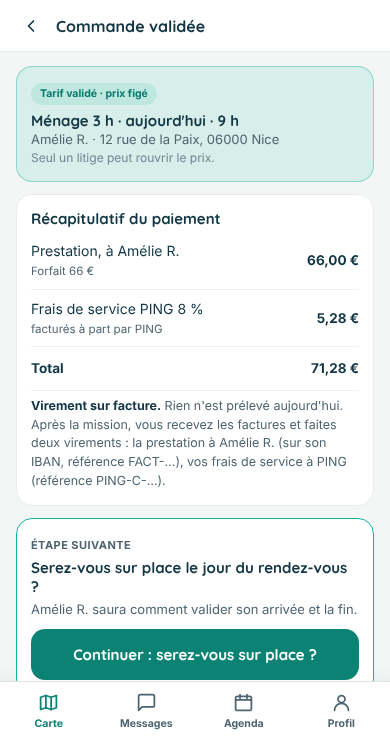 Commande validée
Tarif validé · prix figé
Ménage 3 h · aujourd'hui · 9 h
Amélie R. · 12 rue de la Paix, 06000 Nice
Seul un litige peut rouvrir le prix.
Récapitulatif du paiement
Prestation, à Amélie R.
Forfait 66 €
66,00 €
Frais de service PING 8 %
facturés à part par PING
5,28 €
Total
71,28 €
Virement sur facture. Rien n'est prélevé aujourd'hui.
Après la mission, vous recevez les factures et faites
deux virements : la prestation à Amélie R. (sur son
IBAN, référence FACT-...), vos frais de service à PING
(référence PING-C-...).
ÉTAPE SUIVANTE
Serez-vous sur place le jour du rendez-vous
?
Amélie R. saura comment valider son arrivée et la fin.
Continuer : serez-vous sur place ?
Carte
Messages
Agenda
Profil